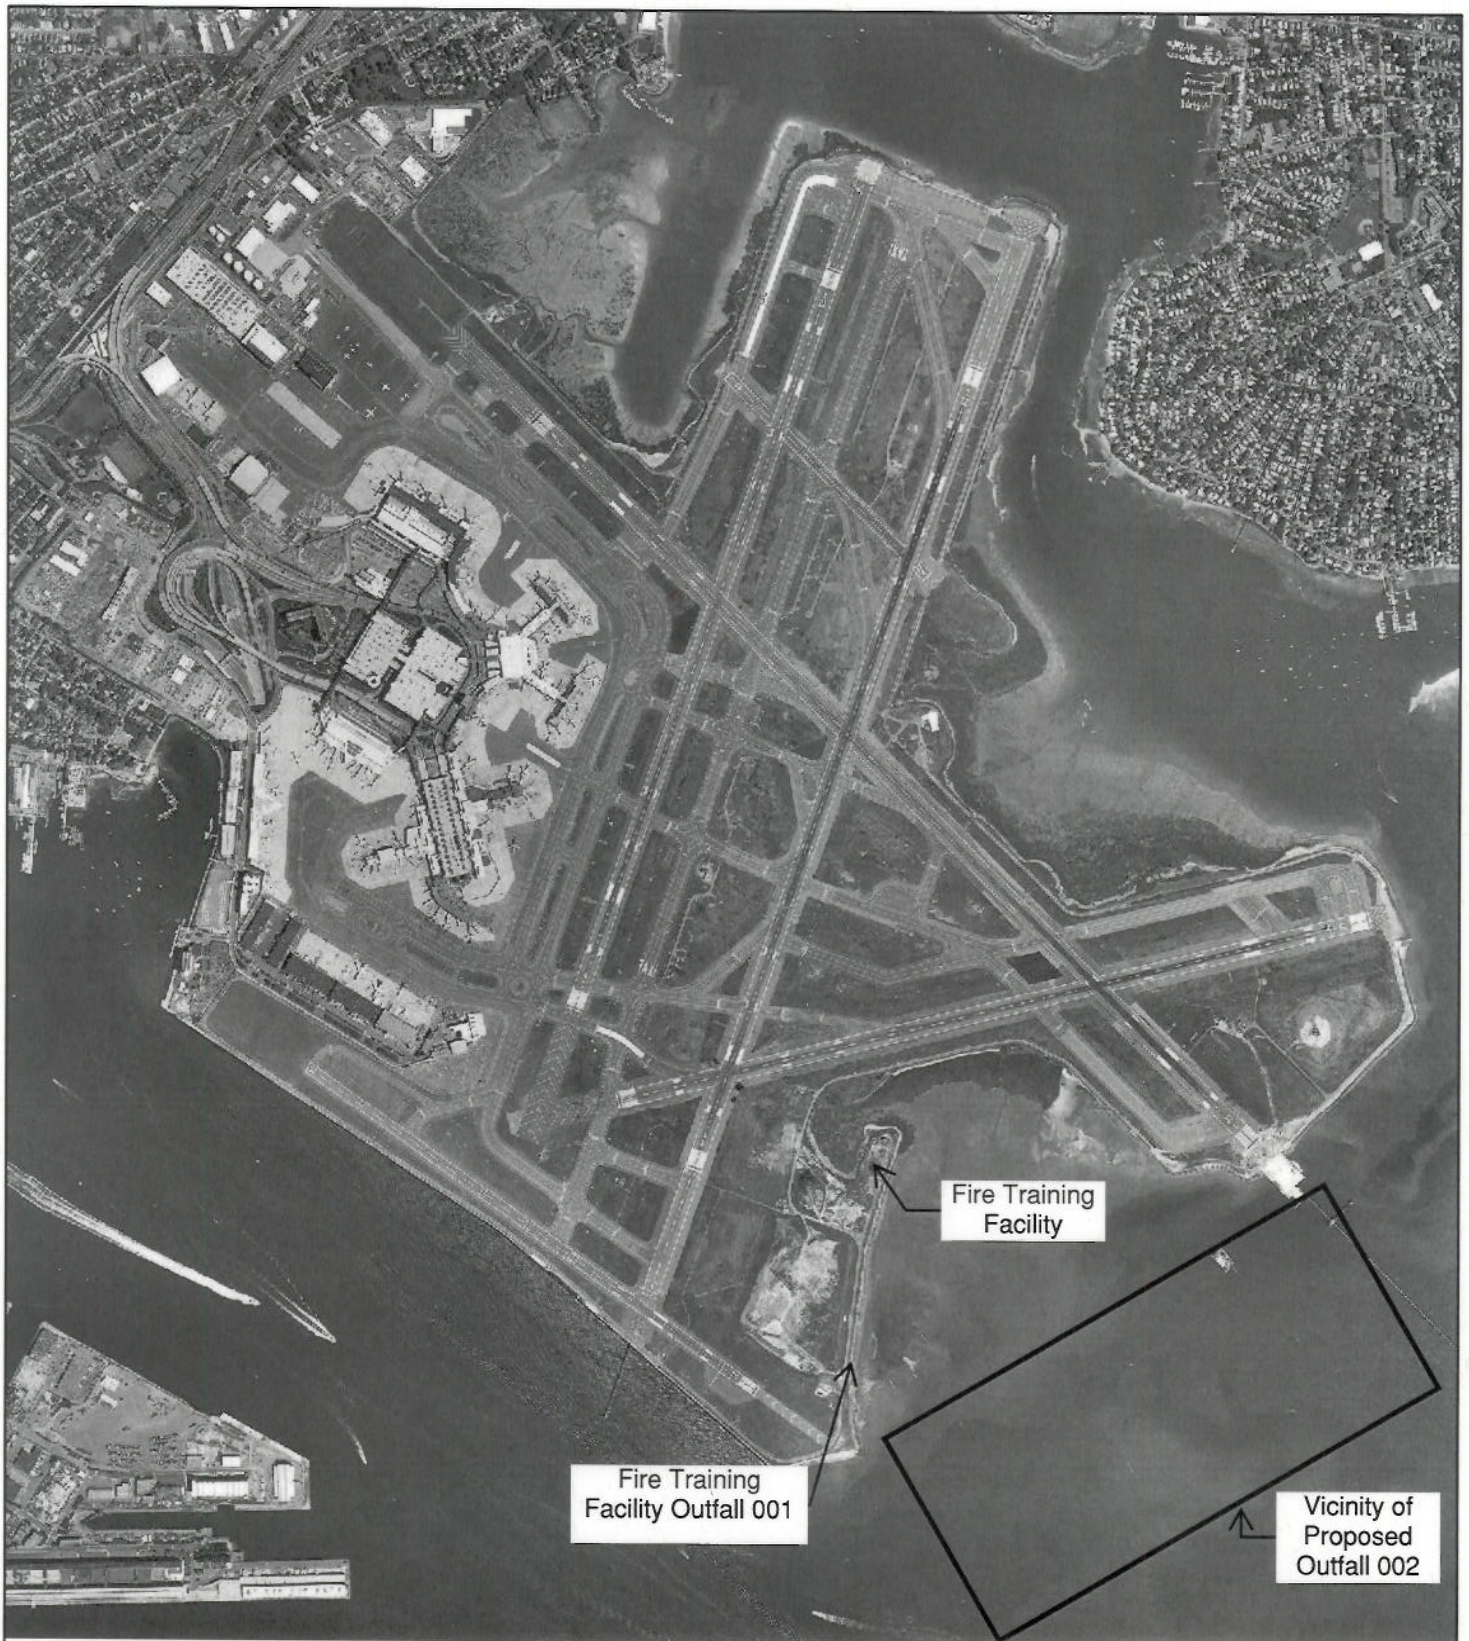 Fire Training
Facility
Fire Training
Facility Outfall 001
Vicinity of
Proposed
Outfall 002